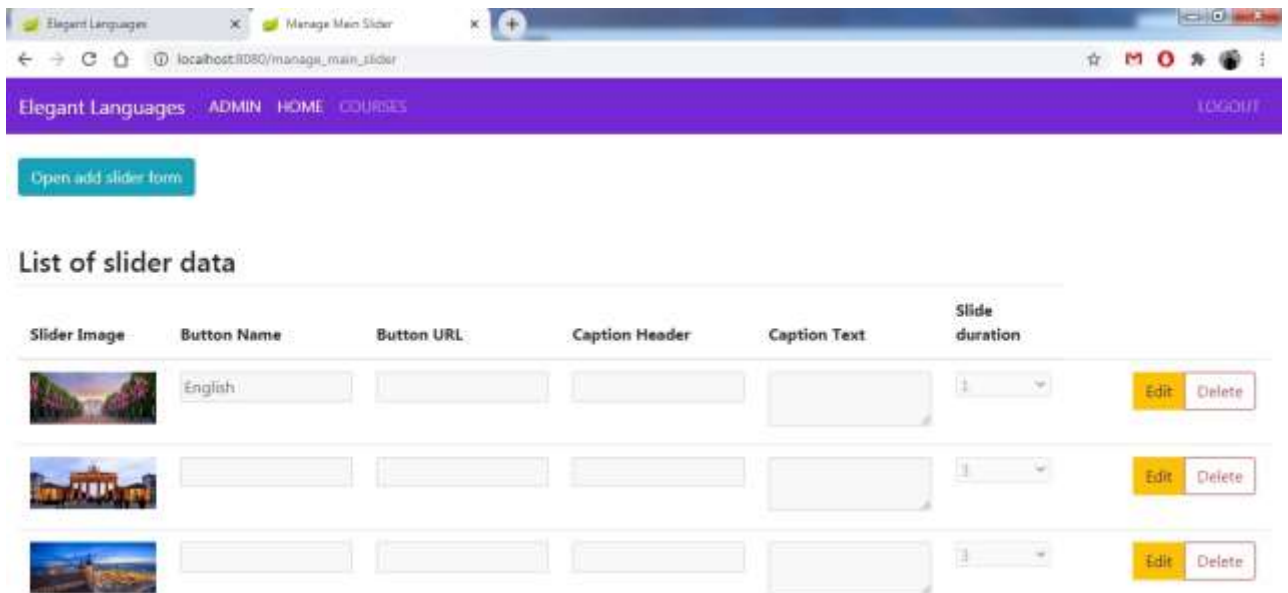 Elegant Languages Manage Main Slider
localhost:8080/manage_main_slider
Elegant Languages ADMIN HOME COURSES LOGOUT
Open add slider form
List of slider data
Slider Image Button Name Button URL Caption Header Caption Text Slide duration
English Edit Delete
3 Edit Delete
3 Edit Delete